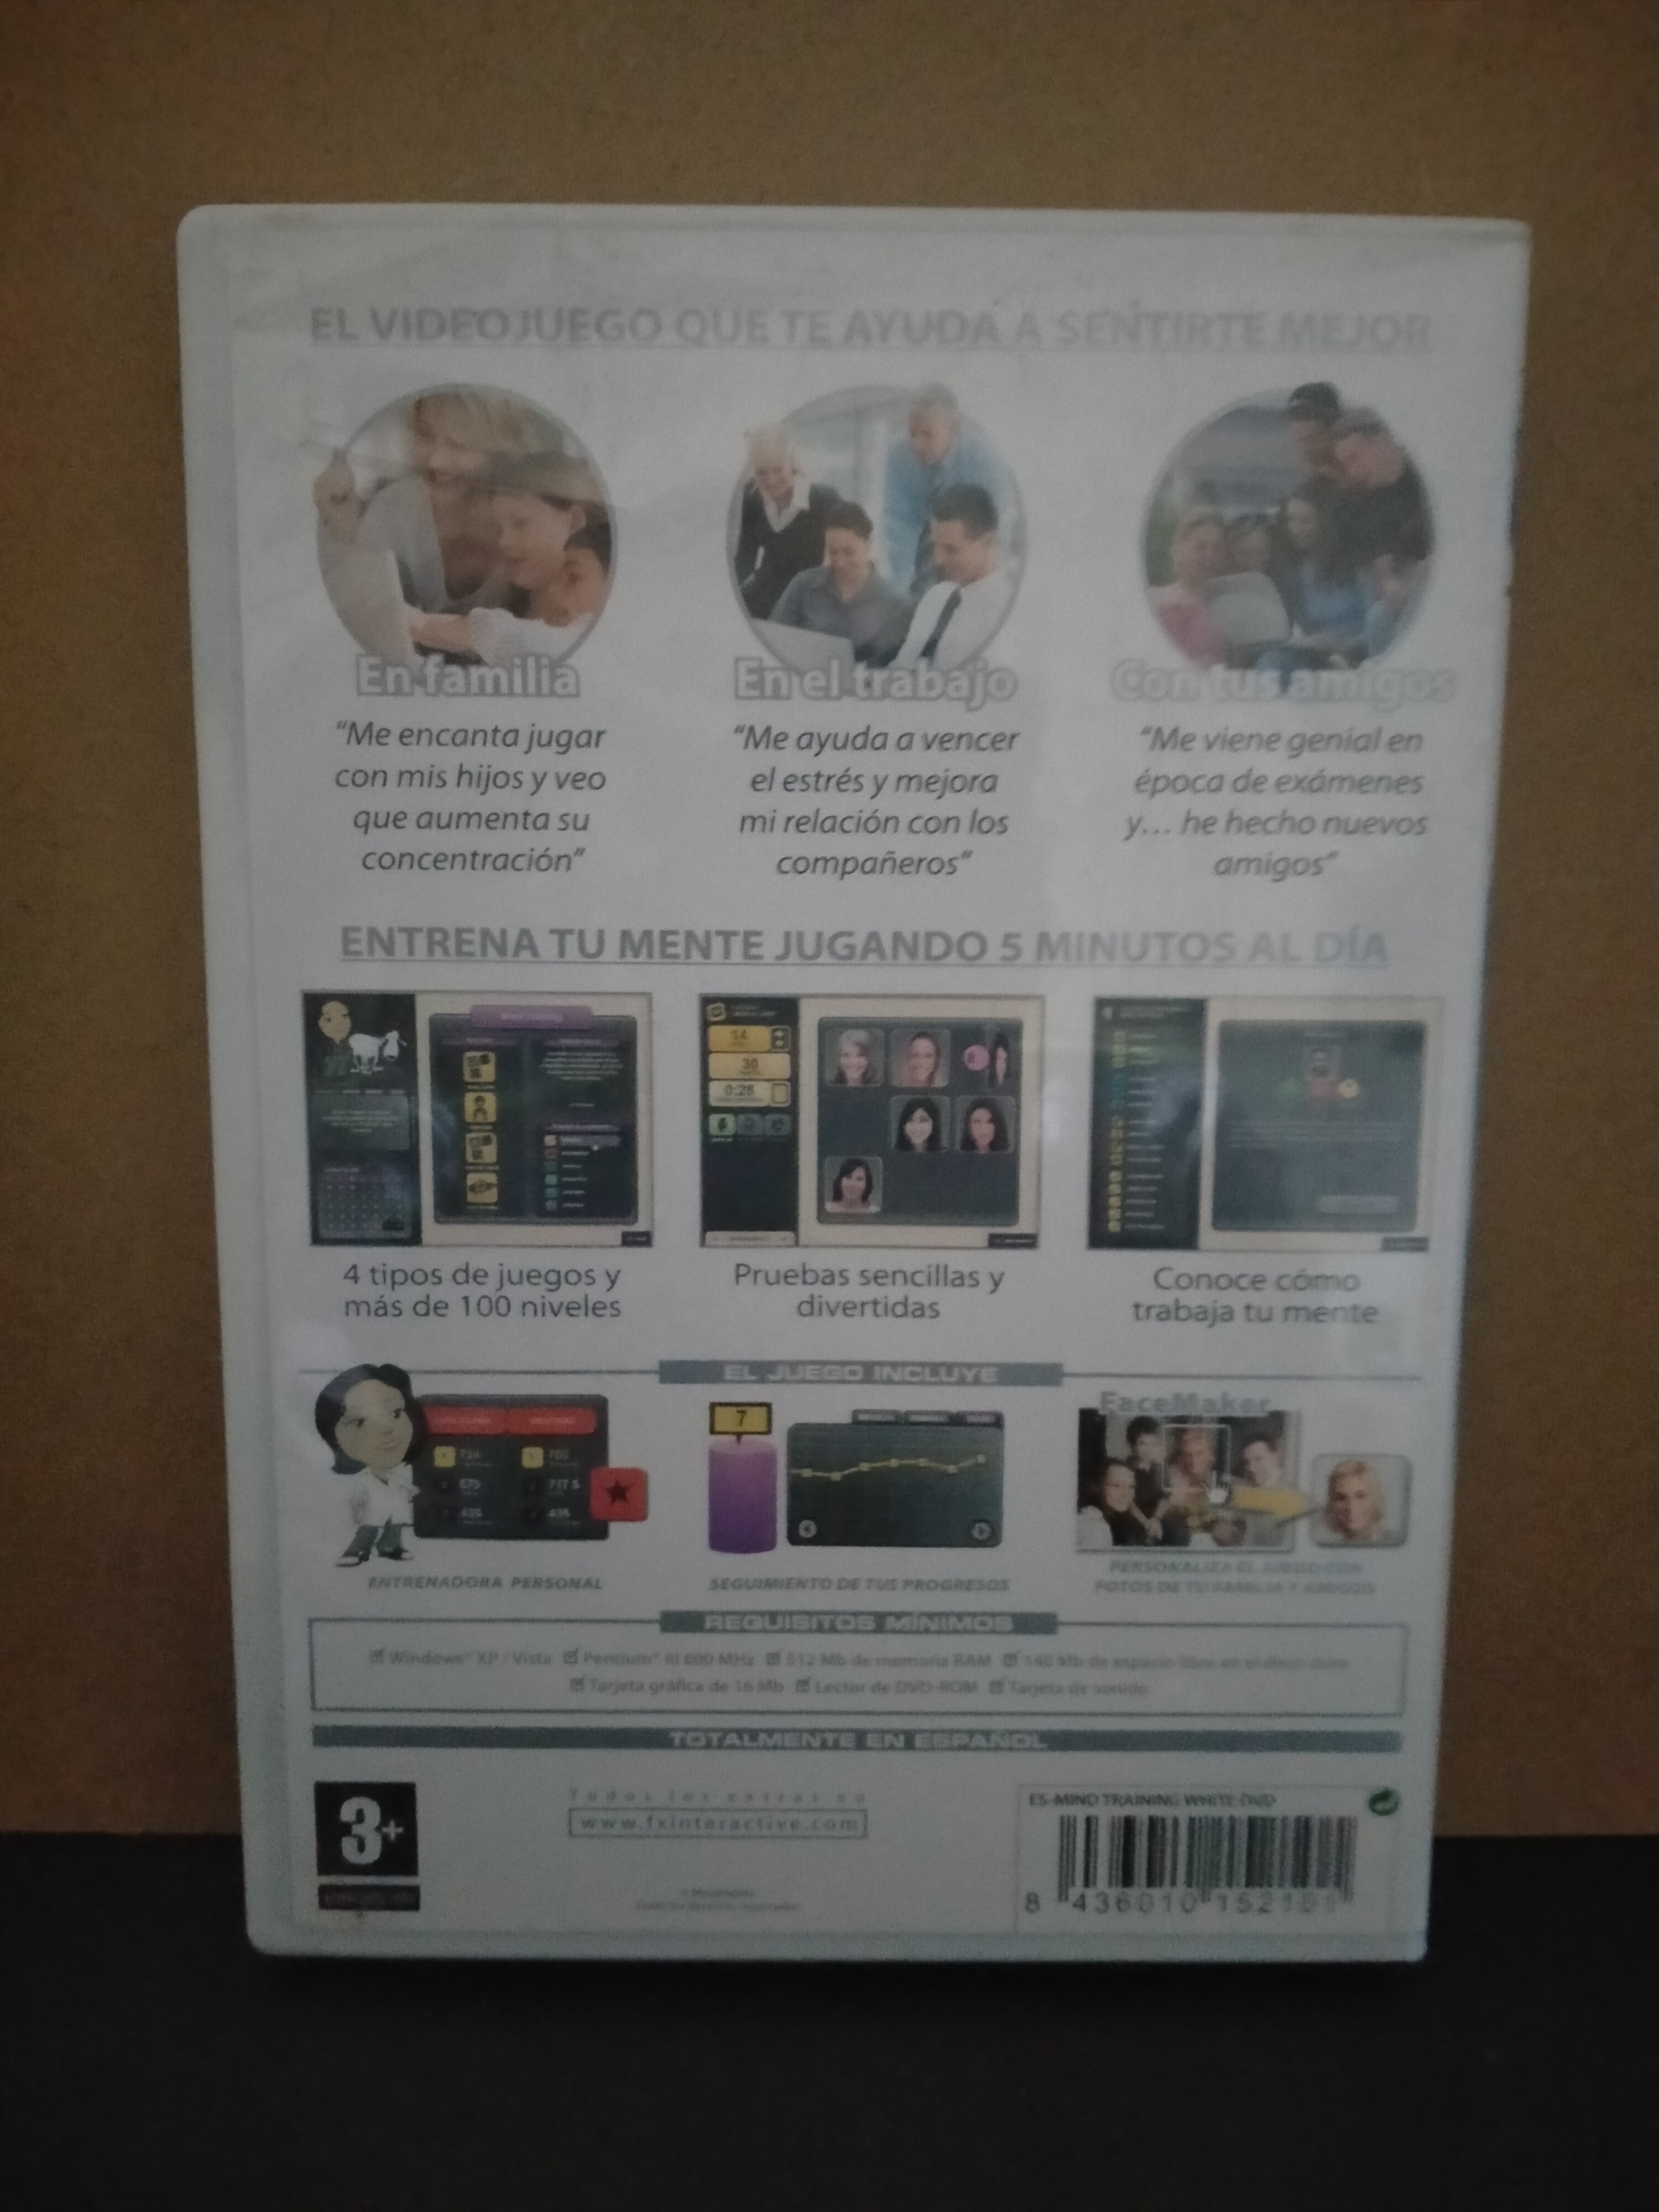 EL VIDEOJUEGO QUE TE AYUDA A SENTIRTE MEJOR
En familia
"Me encanta jugar
con mis hijos y veo
que aumenta su
concentración"
En el trabajo
"Me ayuda a vencer
el estrés y mejora
mi relación con los
compañeros"
Con tus amigos
"Me viene genial en
época de exámenes
y... he hecho nuevos
amigos"
ENTRENA TU MENTE JUGANDO 5 MINUTOS AL DÍA
14
30
0:28
4 tipos de juegos y
más de 100 niveles
Pruebas sencillas y
divertidas
Conoce cómo
trabaja tu mente
EL JUEGO INCLUYE
7
FaceMaker
ENTRENADORA PERSONAL
SEGUIMIENTO DE TUS PROGRESOS
PERSONALIZA EL JUEGO CON
FOTOS DE TU FAMILIA Y AMIGOS
REQUISITOS MÍNIMOS
Windows® XP / Vista Pentium® III 600 MHz 512 Mb de memoria RAM 140 Mb de espacio libre en el disco duro
Tarjeta gráfica de 16 Mb Lector de DVD-ROM Tarjeta de sonido
TOTALMENTE EN ESPAÑOL
3+
Todos los extras en
www.fxinteractive.com
ES-MIND TRAINING WHITE DVD
8 436010 152101